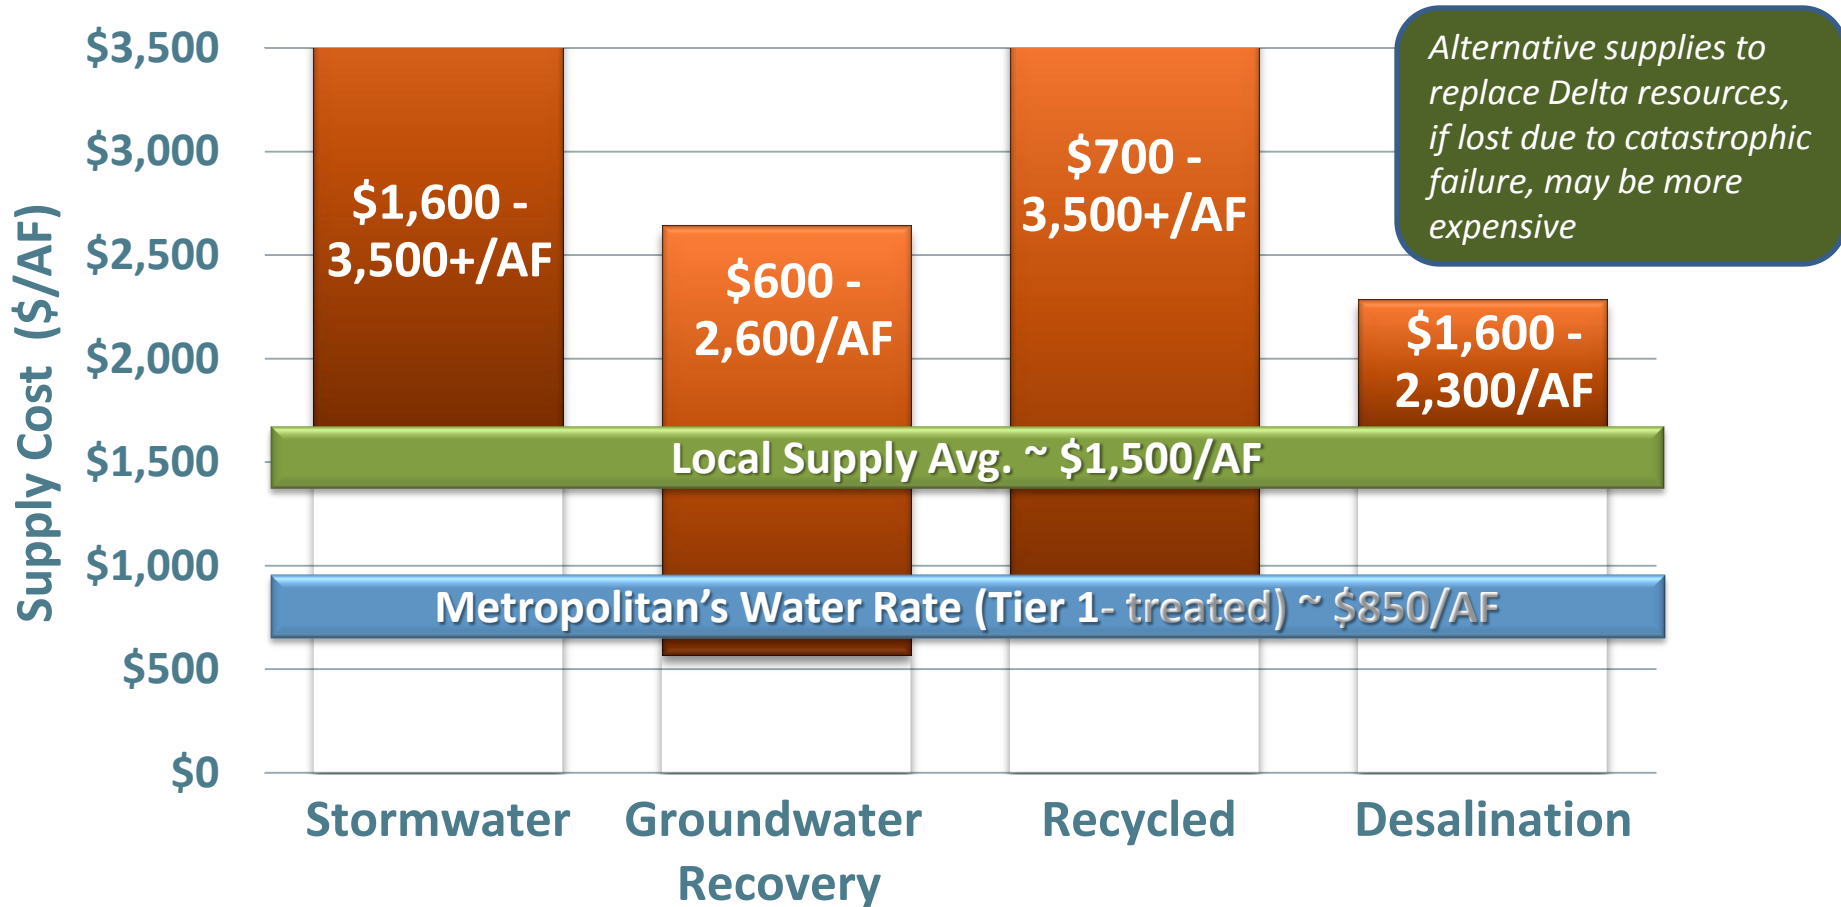 Supply Cost ($/AF)
$3,500
$3,000
$2,500
$2,000
$1,500
$1,000
$500
$0
$1,600 -
3,500+/AF
$600 -
2,600/AF
$700 -
3,500+/AF
$1,600 -
2,300/AF
Alternative supplies to
replace Delta resources,
if lost due to catastrophic
failure, may be more
expensive
Local Supply Avg. ~ $1,500/AF
Metropolitan’s Water Rate (Tier 1- treated) ~ $850/AF
Stormwater
Groundwater
Recovery
Recycled
Desalination